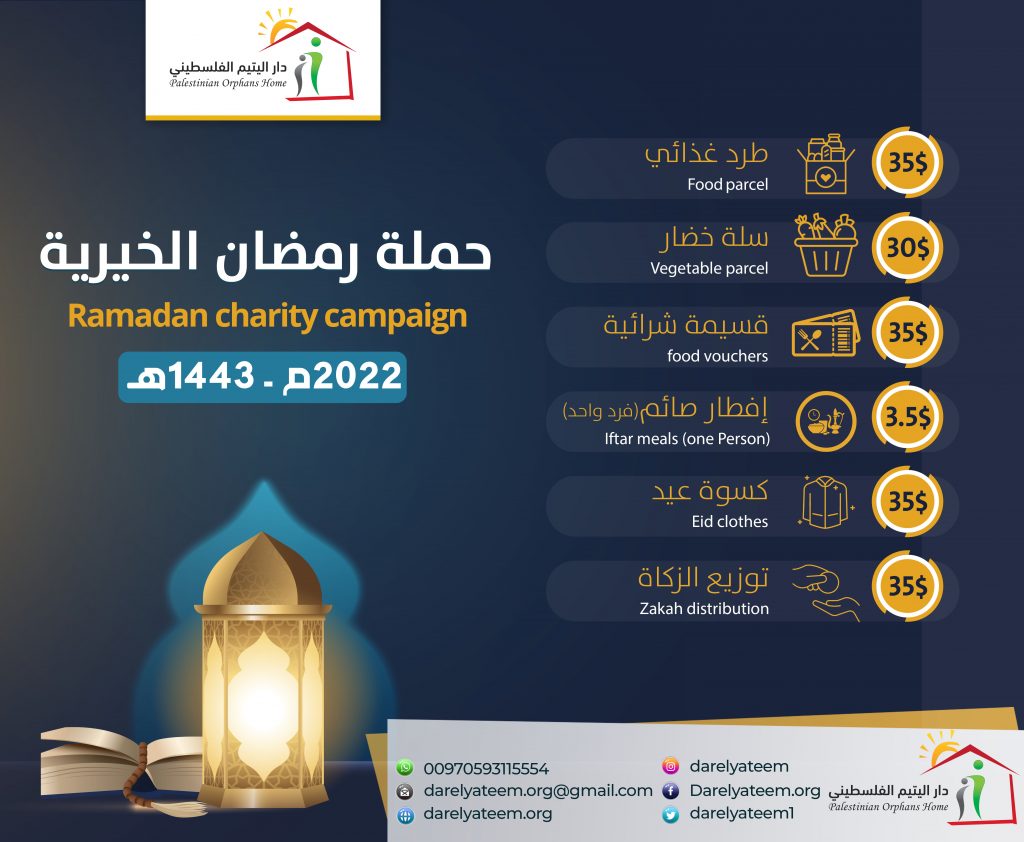 دار اليتيم الفلسطيني
Palestinian Orphans Home
حملة رمضان الخيرية
Ramadan charity campaign
2022م - 1443هـ
طرد غذائي
Food parcel
35$
سلة خضار
Vegetable parcel
30$
قسيمة شرائية
food vouchers
35$
إفطار صائم(فرد واحد)
Iftar meals (one Person)
3.5$
كسوة عيد
Eid clothes
35$
توزيع الزكاة
Zakah distribution
35$
00970593115554
darelyateem.org@gmail.com
darelyateem.org
darelyateem
Darelyateem.org
darelyateem1
دار اليتيم الفلسطيني
Palestinian Orphans Home